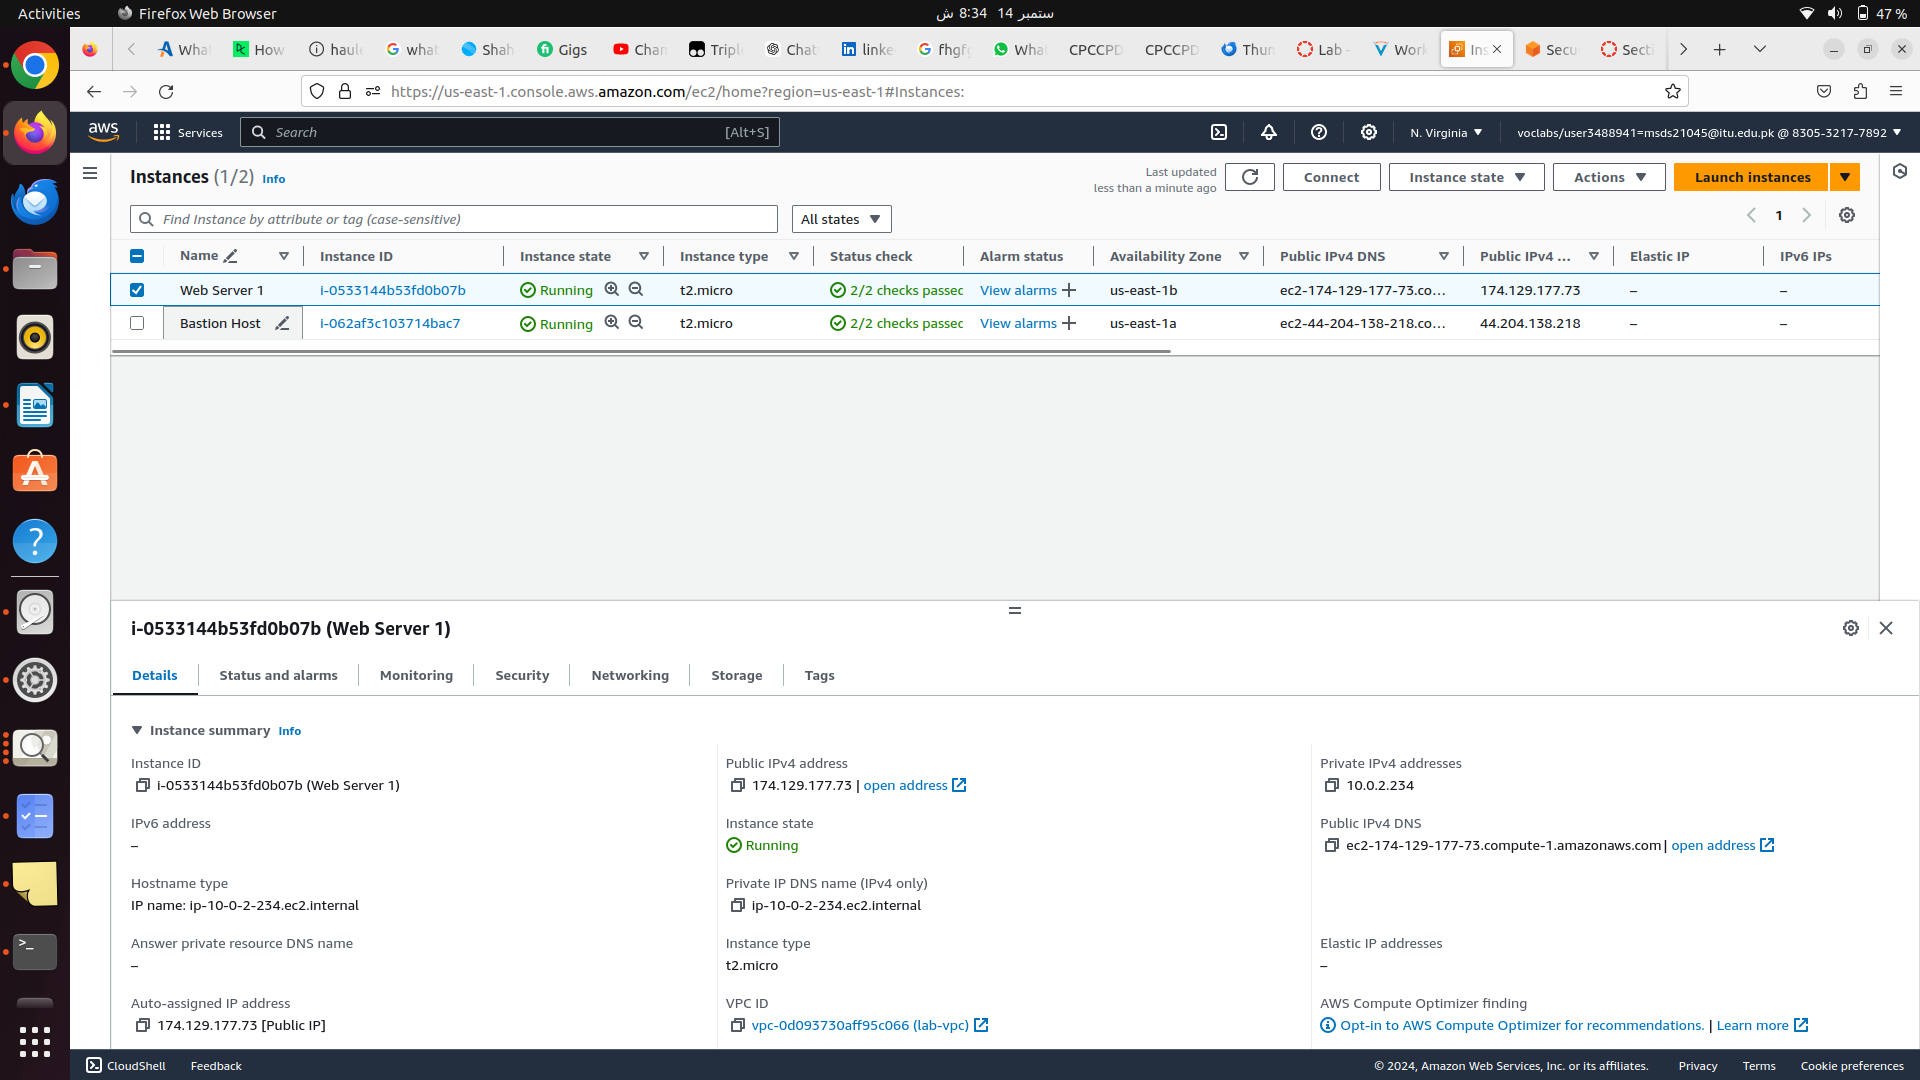 Activities
Firefox Web Browser
ستمبر 14  8:34 ش
47 %
What
How
haule
what
Shah
Gigs
Chan
Triple
Chat
linke
fhgfg
What
CPCCPD
CPCCPD
Thun
Lab -
Work
Ins
Secu
Secti
https://us-east-1.console.aws.amazon.com/ec2/home?region=us-east-1#Instances:
aws
Services
Search
[Alt+S]
N. Virginia
voclabs/user3488941=msds21045@itu.edu.pk @ 8305-3217-7892
Instances (1/2) Info
Last updated
less than a minute ago
Connect
Instance state
Actions
Launch instances
Find Instance by attribute or tag (case-sensitive)
All states
1
Name
Instance ID
Instance state
Instance type
Status check
Alarm status
Availability Zone
Public IPv4 DNS
Public IPv4 ...
Elastic IP
IPv6 IPs
Web Server 1
i-0533144b53fd0b07b
Running
t2.micro
2/2 checks passed
View alarms
us-east-1b
ec2-174-129-177-73.co...
174.129.177.73
–
–
Bastion Host
i-062af3c103714bac7
Running
t2.micro
2/2 checks passed
View alarms
us-east-1a
ec2-44-204-138-218.co...
44.204.138.218
–
–
i-0533144b53fd0b07b (Web Server 1)
Details
Status and alarms
Monitoring
Security
Networking
Storage
Tags
Instance summary Info
Instance ID
i-0533144b53fd0b07b (Web Server 1)
Public IPv4 address
174.129.177.73 | open address
Private IPv4 addresses
10.0.2.234
IPv6 address
–
Instance state
Running
Public IPv4 DNS
ec2-174-129-177-73.compute-1.amazonaws.com | open address
Hostname type
IP name: ip-10-0-2-234.ec2.internal
Private IP DNS name (IPv4 only)
ip-10-0-2-234.ec2.internal
Answer private resource DNS name
–
Instance type
t2.micro
Elastic IP addresses
–
Auto-assigned IP address
174.129.177.73 [Public IP]
VPC ID
vpc-0d093730aff95c066 (lab-vpc)
AWS Compute Optimizer finding
Opt-in to AWS Compute Optimizer for recommendations. | Learn more
CloudShell
Feedback
© 2024, Amazon Web Services, Inc. or its affiliates.
Privacy
Terms
Cookie preferences